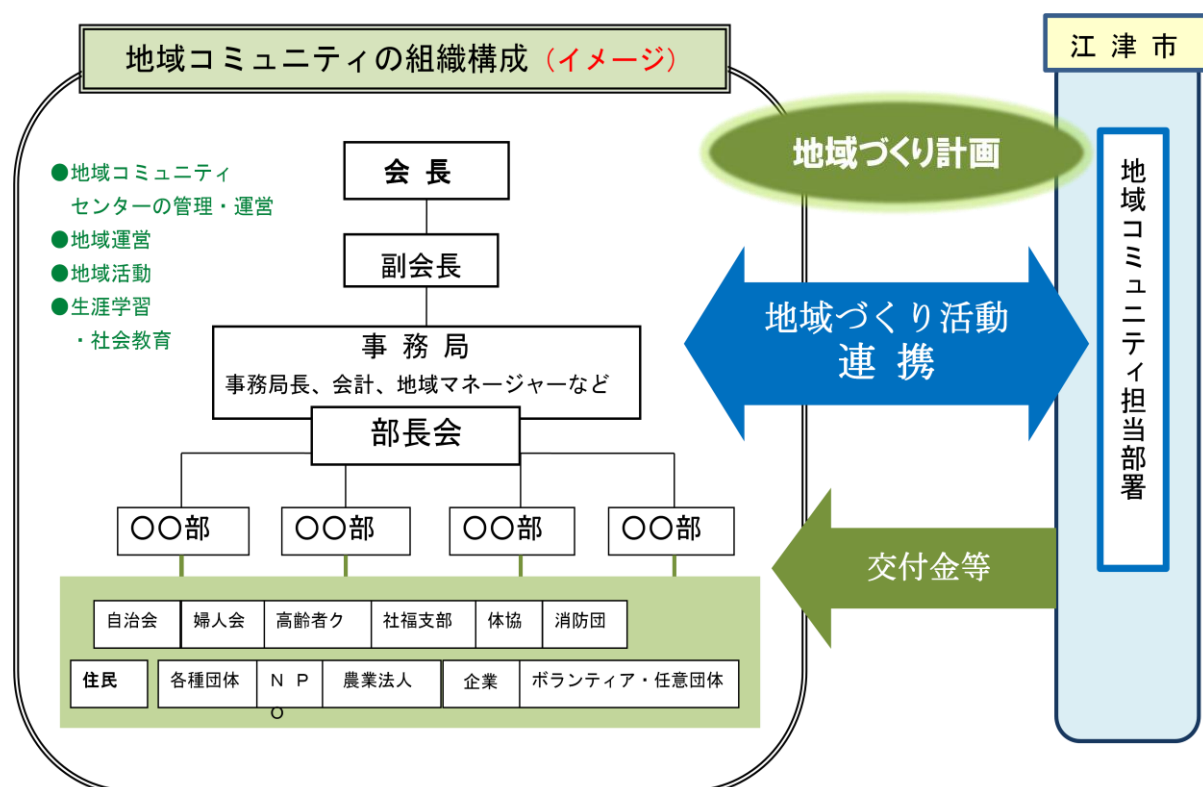 地域コミュニティの組織構成（イメージ）
江 津 市
地域づくり計画
●地域コミュニティ
センターの管理・運営
●地域運営
●地域活動
●生涯学習
・社会教育
会 長
副会長
事 務 局
事務局長、会計、地域マネージャーなど
部長会
〇〇部
〇〇部
〇〇部
〇〇部
自治会
婦人会
高齢者ク
社福支部
体協
消防団
住民
各種団体
N P
O
農業法人
企業
ボランティア・任意団体
地域づくり活動
連 携
交付金等
地域コミュニティ担当部署